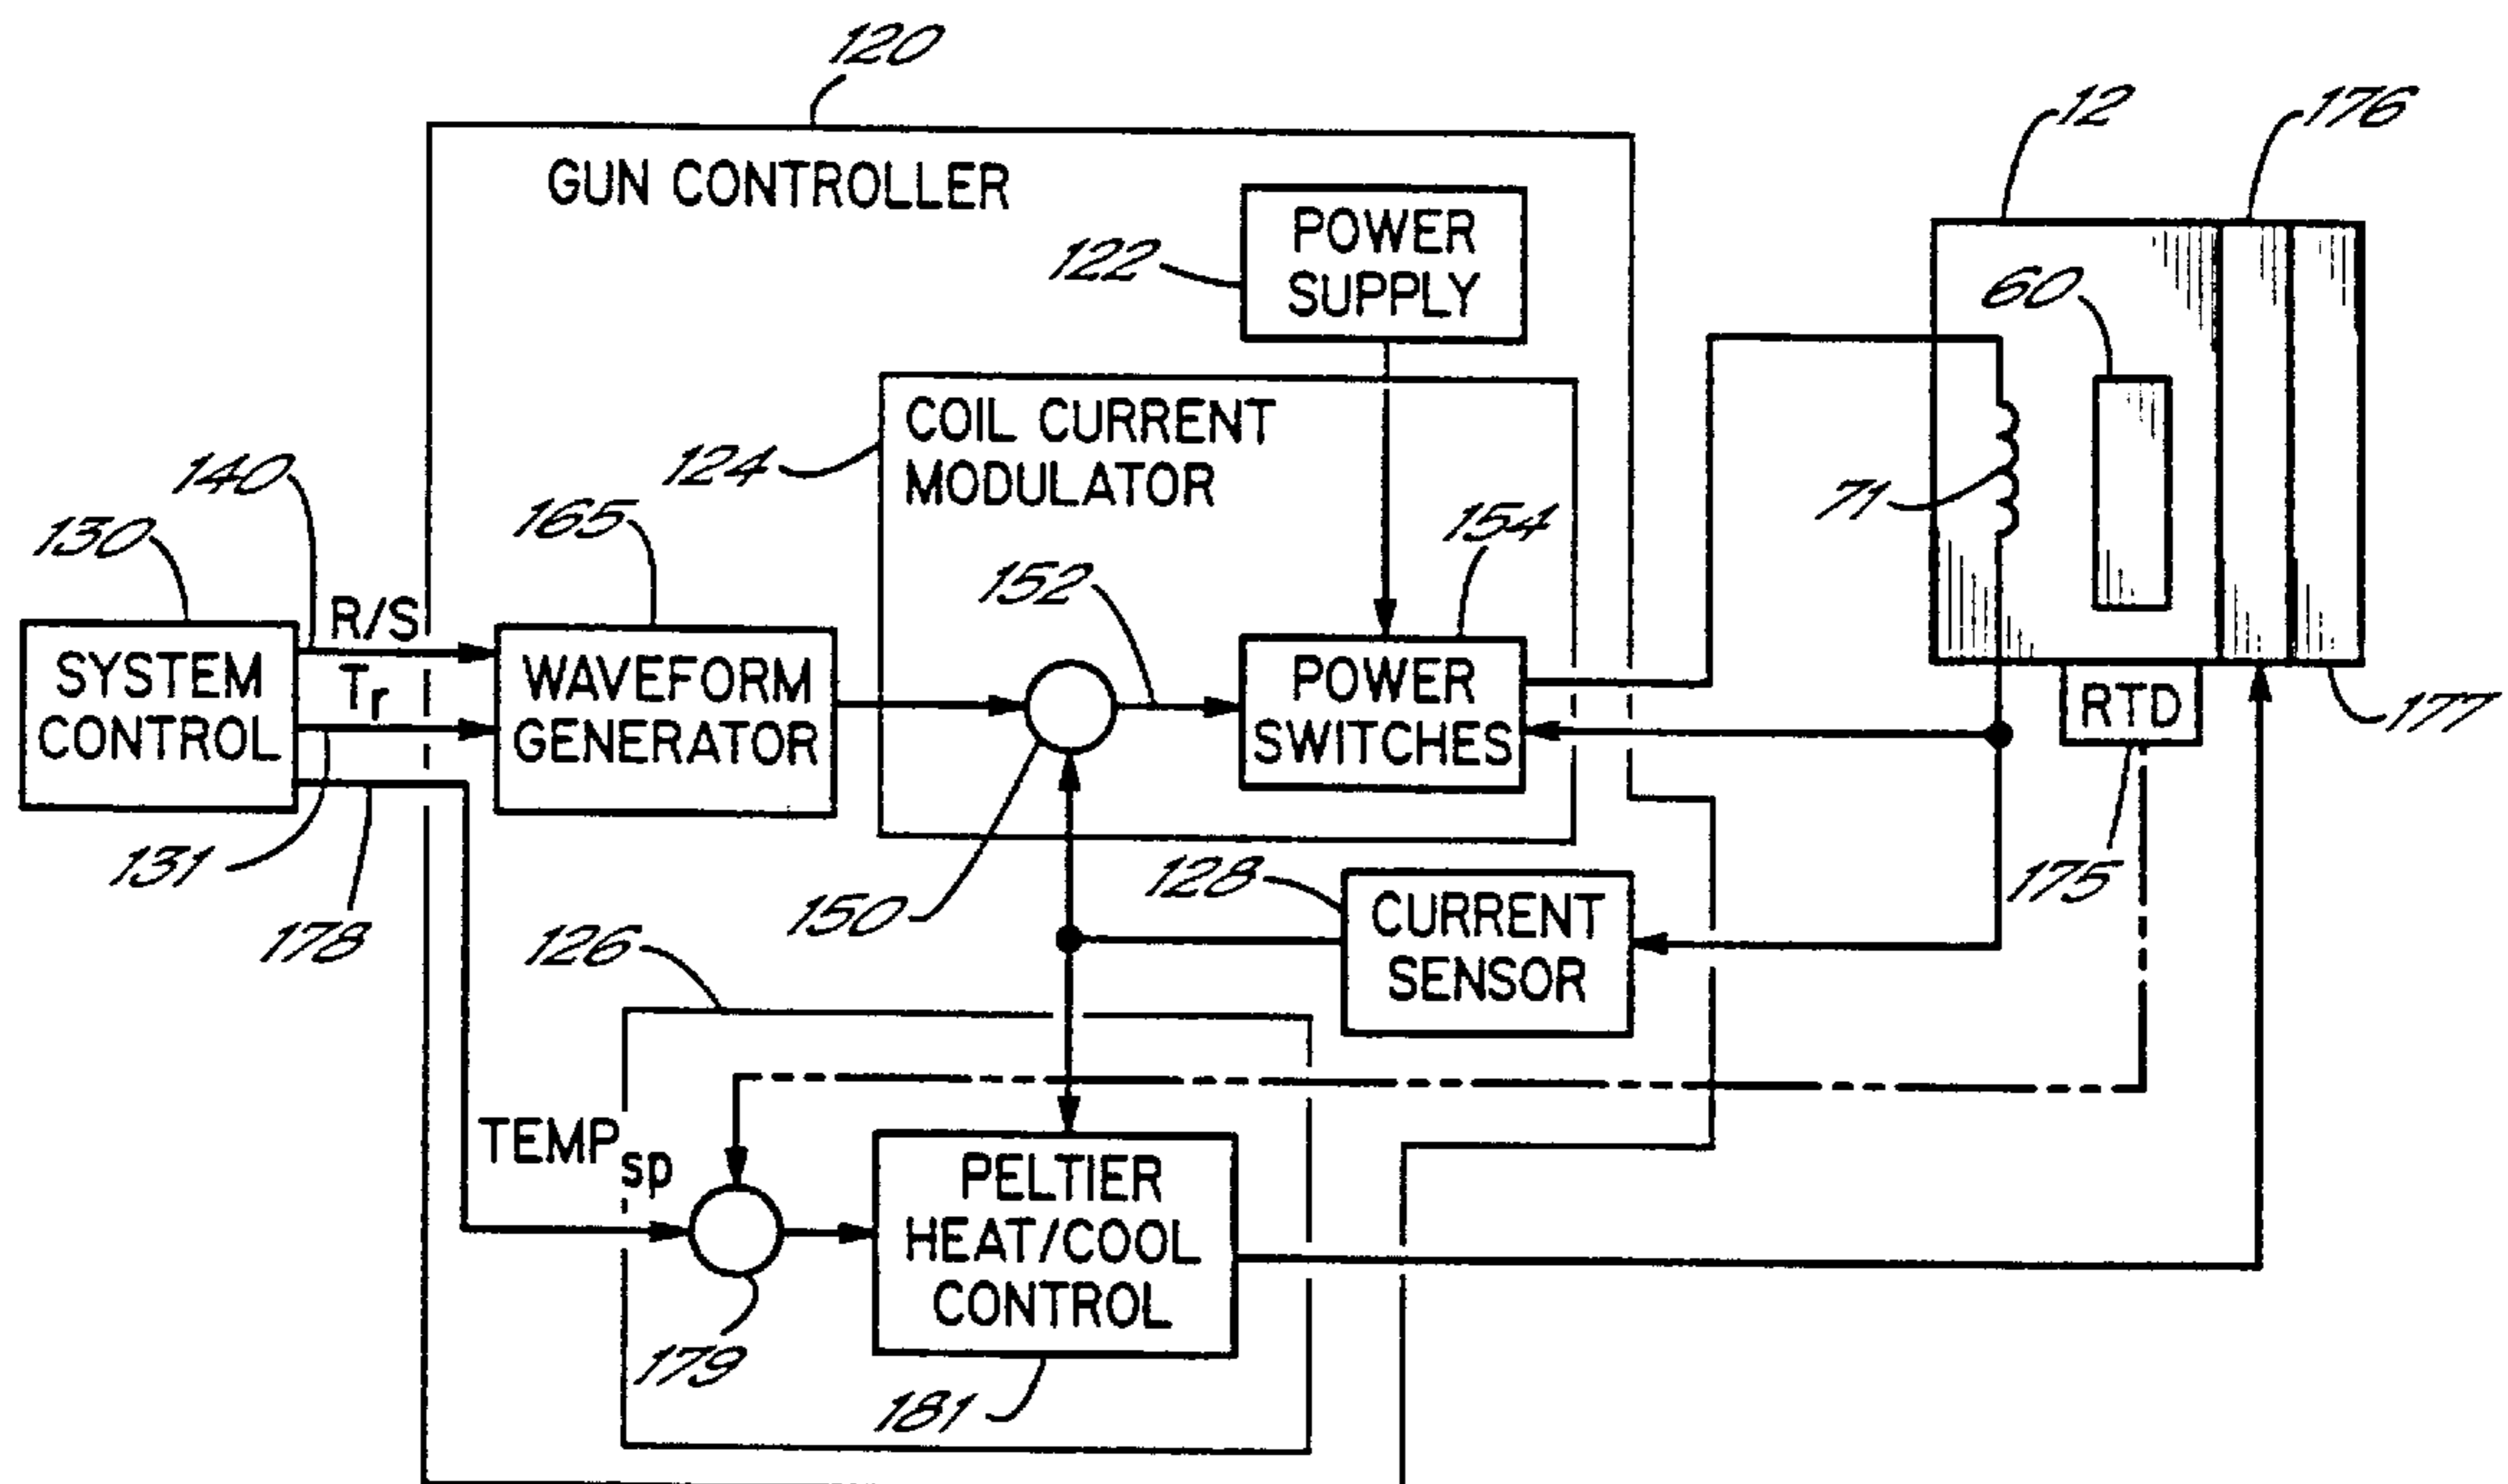 120
12
176
GUN CONTROLLER
122
POWER
SUPPLY
60
124
COIL CURRENT
MODULATOR
71
140
165
154
130
152
R/S
SYSTEM
CONTROL
Tr
WAVEFORM
GENERATOR
POWER
SWITCHES
RTD
177
131
178
150
128
CURRENT
SENSOR
175
126
TEMPsp
PELTIER
HEAT/COOL
CONTROL
179
181